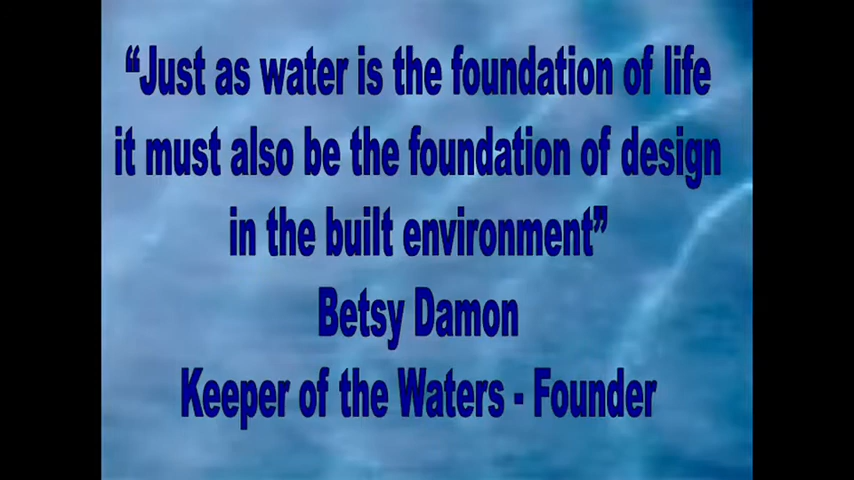 “Just as water is the foundation of life
it must also be the foundation of design
in the built environment”
Betsy Damon
Keeper of the Waters - Founder